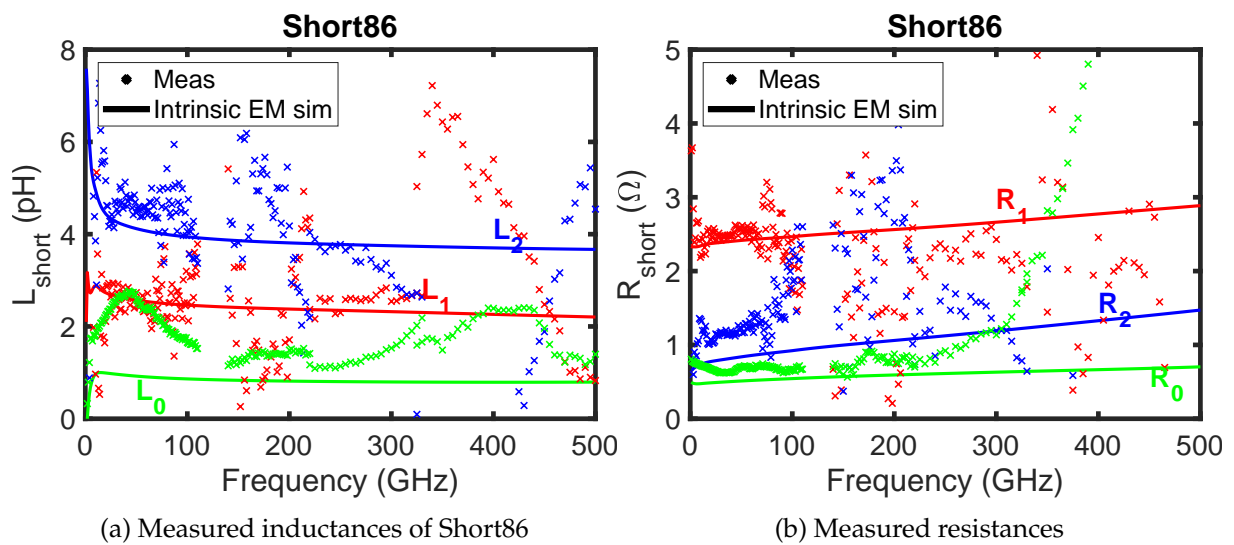 Short86
8
6
4
2
0
L_short (pH)
Meas
Intrinsic EM sim
L_2
L_1
L_0
0 100 200 300 400 500
Frequency (GHz)
(a) Measured inductances of Short86
Short86
5
4
3
2
1
0
R_short (Ω)
Meas
Intrinsic EM sim
R_1
R_2
R_0
0 100 200 300 400 500
Frequency (GHz)
(b) Measured resistances